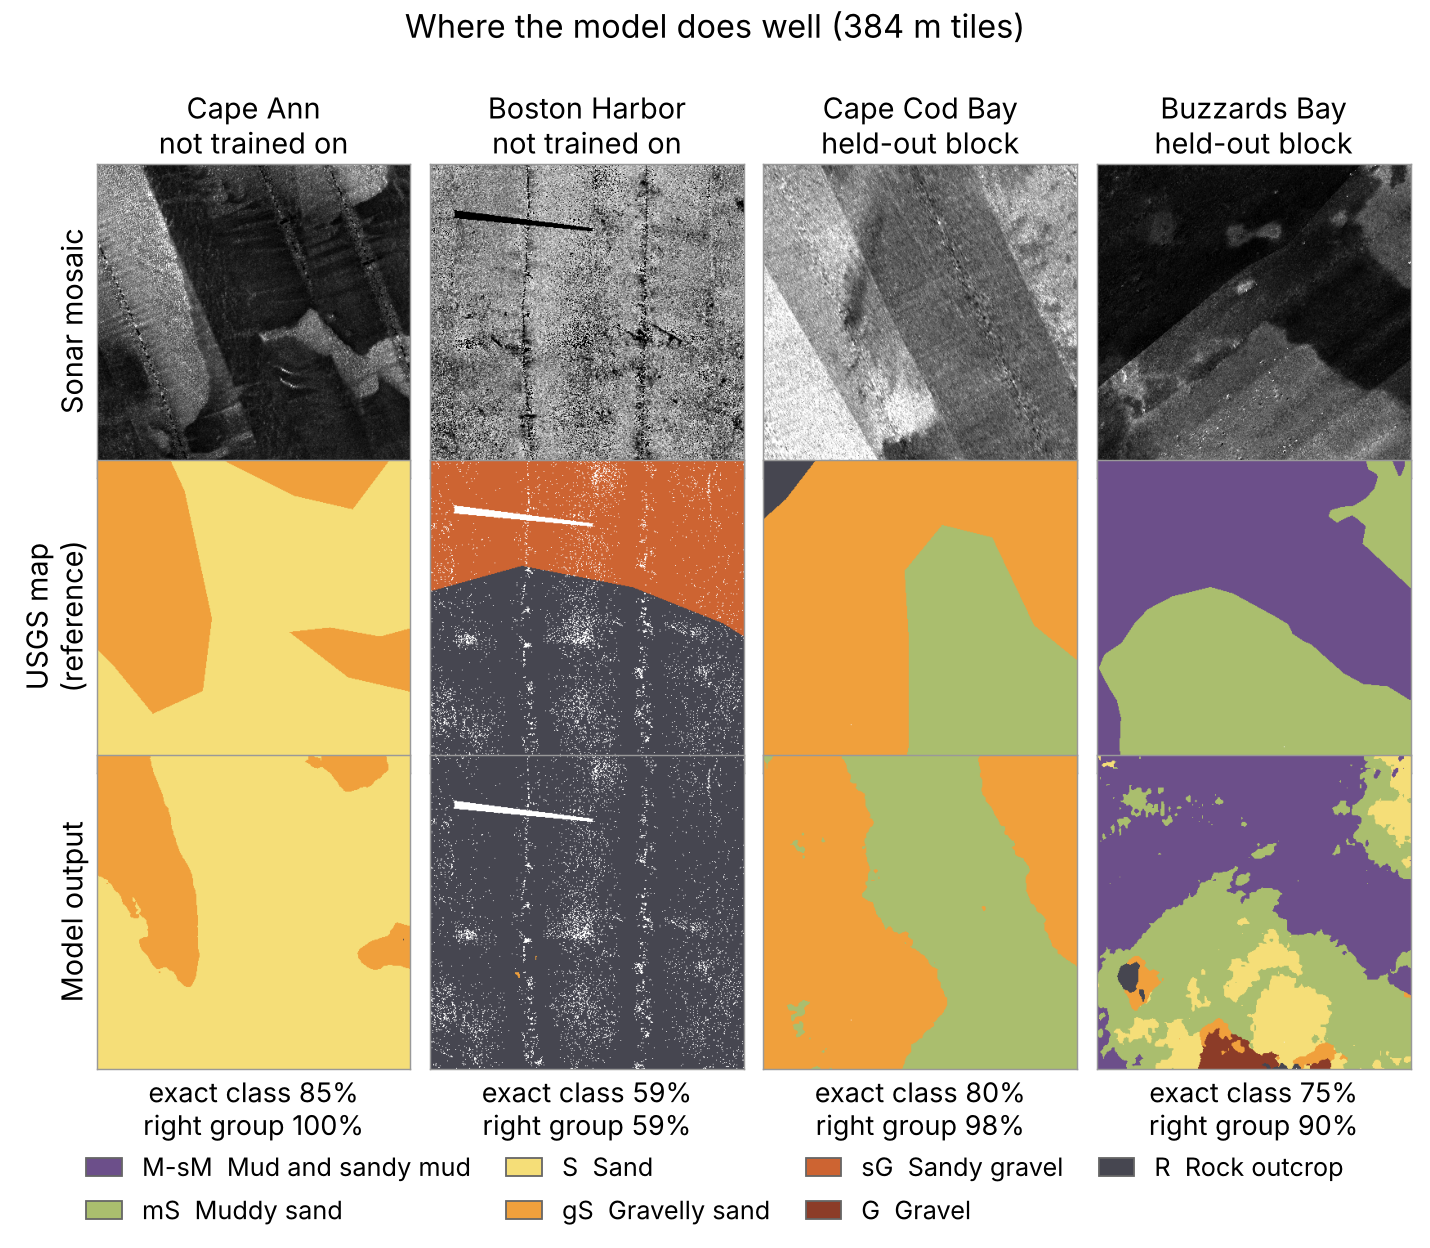 Where the model does well (384 m tiles)
Cape Ann
not trained on
Boston Harbor
not trained on
Cape Cod Bay
held-out block
Buzzards Bay
held-out block
Sonar mosaic
USGS map
(reference)
Model output
exact class 85%
right group 100%
exact class 59%
right group 59%
exact class 80%
right group 98%
exact class 75%
right group 90%
M-sM Mud and sandy mud
S Sand
sG Sandy gravel
R Rock outcrop
mS Muddy sand
gS Gravelly sand
G Gravel